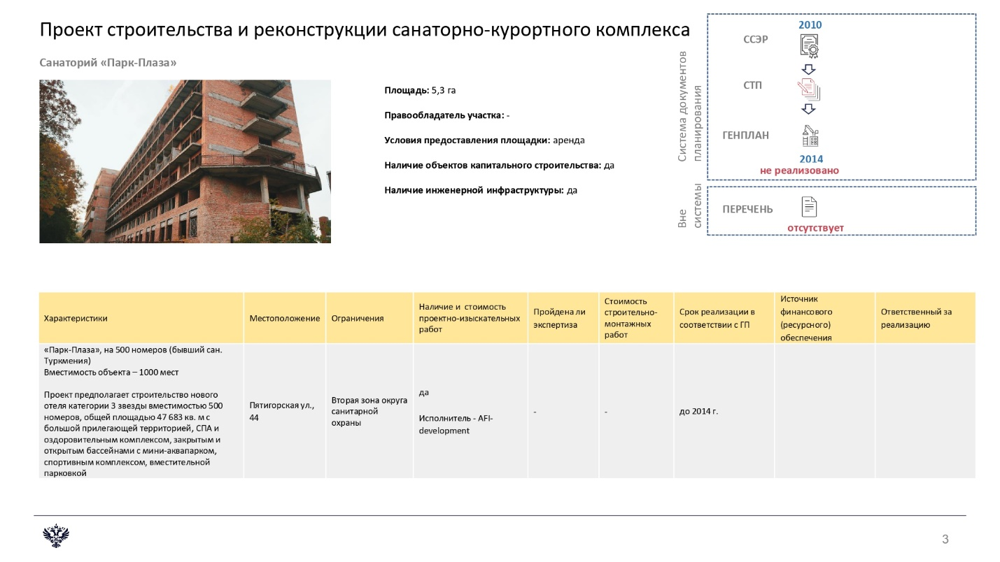 Проект строительства и реконструкции санаторно-курортного комплекса
Санаторий «Парк-Плаза»
Площадь: 5,3 га
Правообладатель участка: -
Условия предоставления площадки: аренда
Наличие объектов капитального строительства: да
Наличие инженерной инфраструктуры: да
Система документов
планирования
2010
ССЭР
СТП
ГЕНПЛАН
2014
не реализовано
Вне
системы
ПЕРЕЧЕНЬ
отсутствует
Характеристики
Местоположение
Ограничения
Наличие и стоимость
проектно-изыскательных
работ
Пройдена ли
экспертиза
Стоимость
строительно-
монтажных
работ
Срок реализации в
соответствии с ГП
Источник
финансового
(ресурсного)
обеспечения
Ответственный за
реализацию
«Парк-Плаза», на 500 номеров (бывший сан.
Туркмения)
Вместимость объекта – 1000 мест
Проект предполагает строительство нового
отеля категории 3 звезды вместимостью 500
номеров, общей площадью 47 683 кв. м с
большой прилегающей территорией, СПА и
оздоровительным комплексом, закрытым и
открытым бассейнами с мини-аквапарком,
спортивным комплексом, вместительной
парковкой
Пятигорская ул.,
44
Вторая зона округа
санитарной
охраны
да
Исполнитель - AFI-
development
-
-
до 2014 г.
3